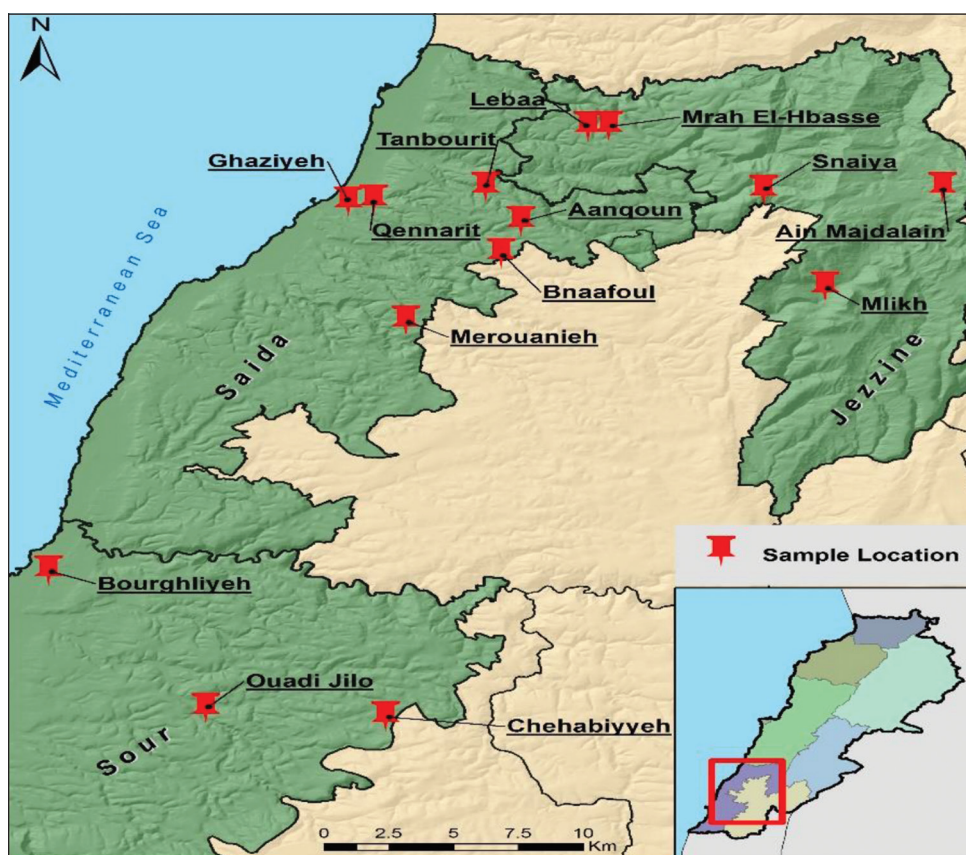 N
Lebaa
Mrah El-Hbasse
Tanbourit
Ghaziyeh
Snaiya
Aanqoun
Qennarit
Ain Majdalain
Bnaafoul
Mlikh
Merouanieh
Mediterranean Sea
Saida
Jezzine
Sample Location
Bourghliyeh
Ouadi Jilo
Chehabiyyeh
Sour
0 2.5 5 7.5 10
Km